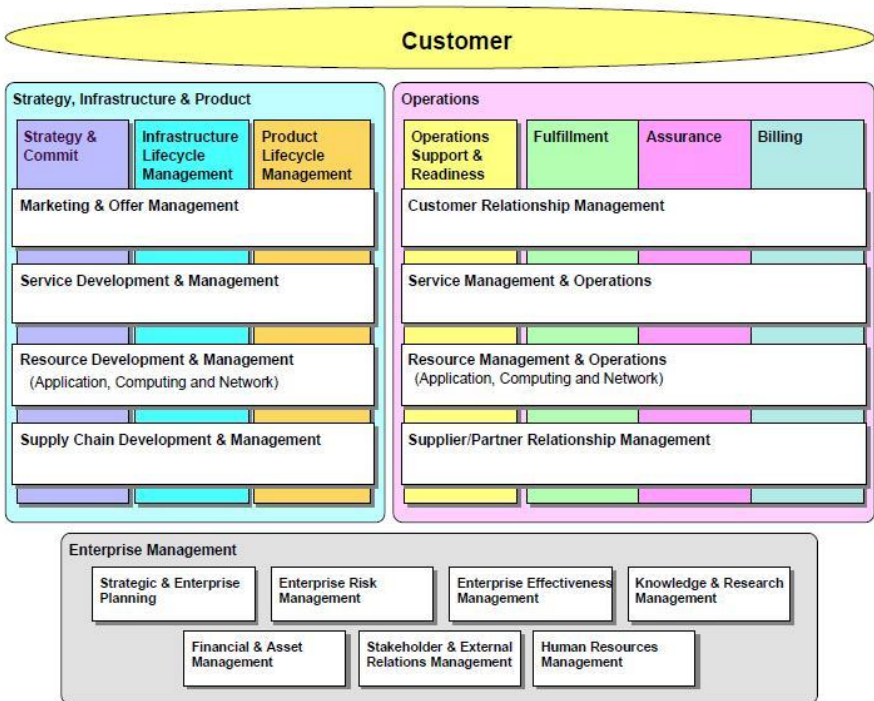 Customer
Strategy, Infrastructure & Product
Strategy &
Commit
Infrastructure
Lifecycle
Management
Product
Lifecycle
Management
Marketing & Offer Management
Service Development & Management
Resource Development & Management
(Application, Computing and Network)
Supply Chain Development & Management
Operations
Operations
Support &
Readiness
Fulfillment
Assurance
Billing
Customer Relationship Management
Service Management & Operations
Resource Management & Operations
(Application, Computing and Network)
Supplier/Partner Relationship Management
Enterprise Management
Strategic & Enterprise
Planning
Enterprise Risk
Management
Enterprise Effectiveness
Management
Knowledge & Research
Management
Financial & Asset
Management
Stakeholder & External
Relations Management
Human Resources
Management